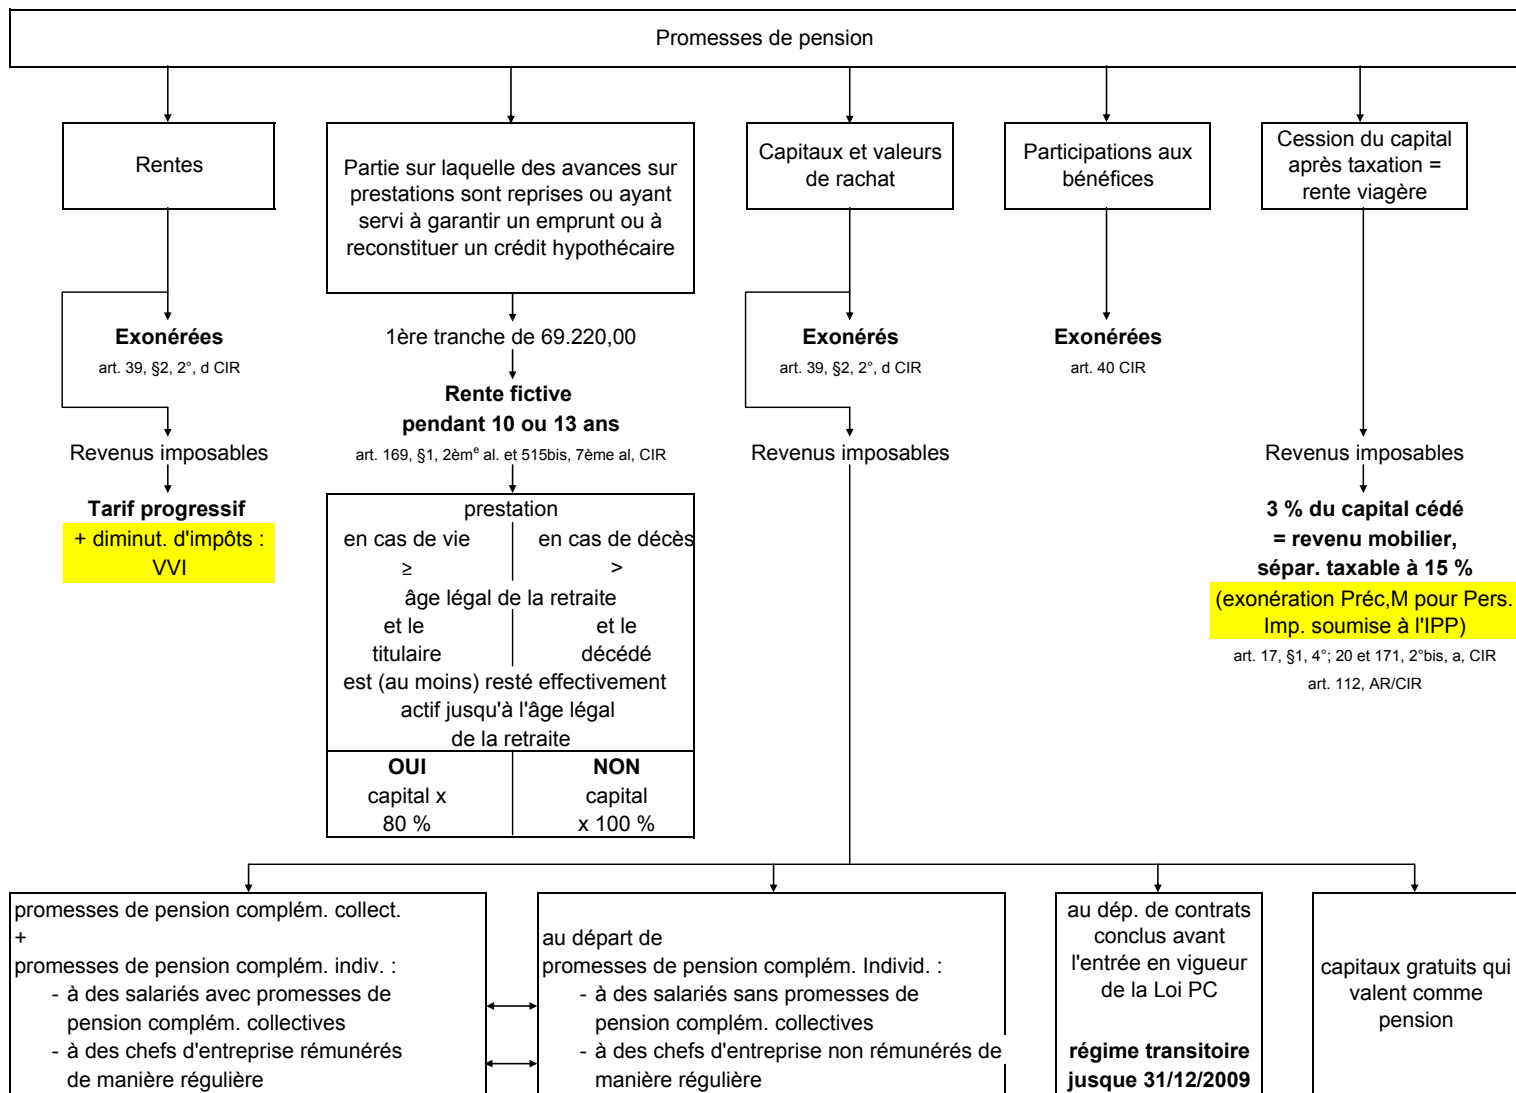 Promesses de pension
Rentes
Partie sur laquelle des avances sur
prestations sont reprises ou ayant
servi à garantir un emprunt ou à
reconstituer un crédit hypothécaire
Capitaux et valeurs
de rachat
Participations aux
bénéfices
Cession du capital
après taxation =
rente viagère
Exonérées
art. 39, §2, 2°, d CIR
1ère tranche de 69.220,00
Exonérés
art. 39, §2, 2°, d CIR
Exonérées
art. 40 CIR
Rente fictive
pendant 10 ou 13 ans
art. 169, §1, 2èmᵉ al. et 515bis, 7ème al, CIR
Revenus imposables
Revenus imposables
Revenus imposables
Tarif progressif
+ diminut. d'impôts :
VVI
prestation
en cas de vie en cas de décès
≥ >
âge légal de la retraite
et le et le
titulaire décédé
est (au moins) resté effectivement
actif jusqu'à l'âge légal
de la retraite
OUI NON
capital x capital
80 % x 100 %
3 % du capital cédé
= revenu mobilier,
sépar. taxable à 15 %
(exonération Préc,M pour Pers.
Imp. soumise à l'IPP)
art. 17, §1, 4°; 20 et 171, 2°bis, a, CIR
art. 112, AR/CIR
promesses de pension complém. collect.
+
promesses de pension complém. indiv. :
- à des salariés avec promesses de
pension complém. collectives
- à des chefs d'entreprise rémunérés
de manière régulière
au départ de
promesses de pension complém. Individ. :
- à des salariés sans promesses de
pension complém. collectives
- à des chefs d'entreprise non rémunérés de
manière régulière
au dép. de contrats
conclus avant
l'entrée en vigueur
de la Loi PC
régime transitoire
jusque 31/12/2009
capitaux gratuits qui
valent comme
pension